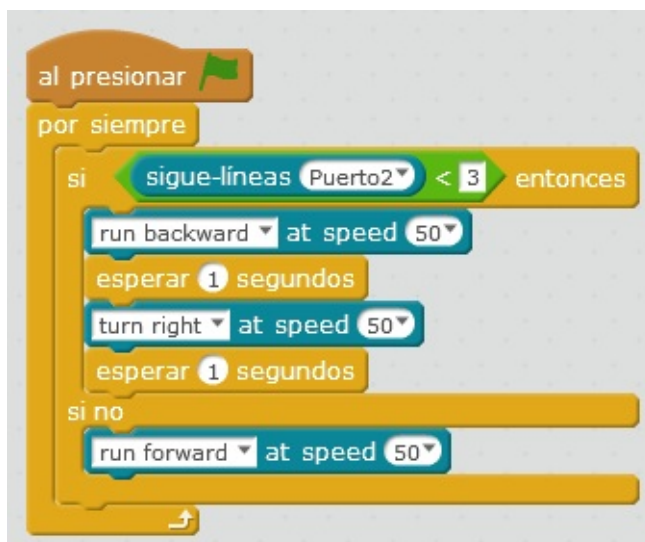 al presionar
por siempre
si sigue-líneas Puerto2 < 3 entonces
run backward at speed 50
esperar 1 segundos
turn right at speed 50
esperar 1 segundos
si no
run forward at speed 50